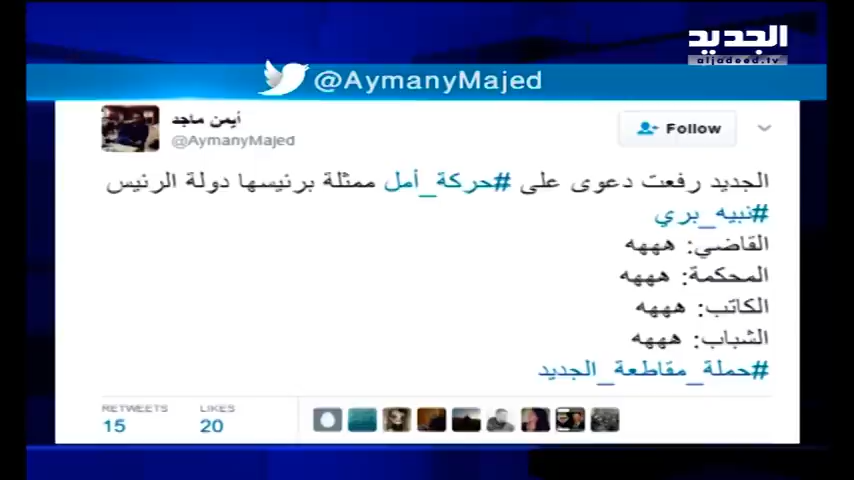 الجديد
aljadeed.tv
@AymanyMajed
أيمن ماجد
@AymanyMajed
Follow
الجديد رفعت دعوى على #حركة_أمل ممثلة برئيسها دولة الرئيس
#نبيه_بري
القاضي: هههه
المحكمة: هههه
الكاتب: هههه
الشباب: هههه
#حملة_مقاطعة_الجديد
RETWEETS LIKES
15 20